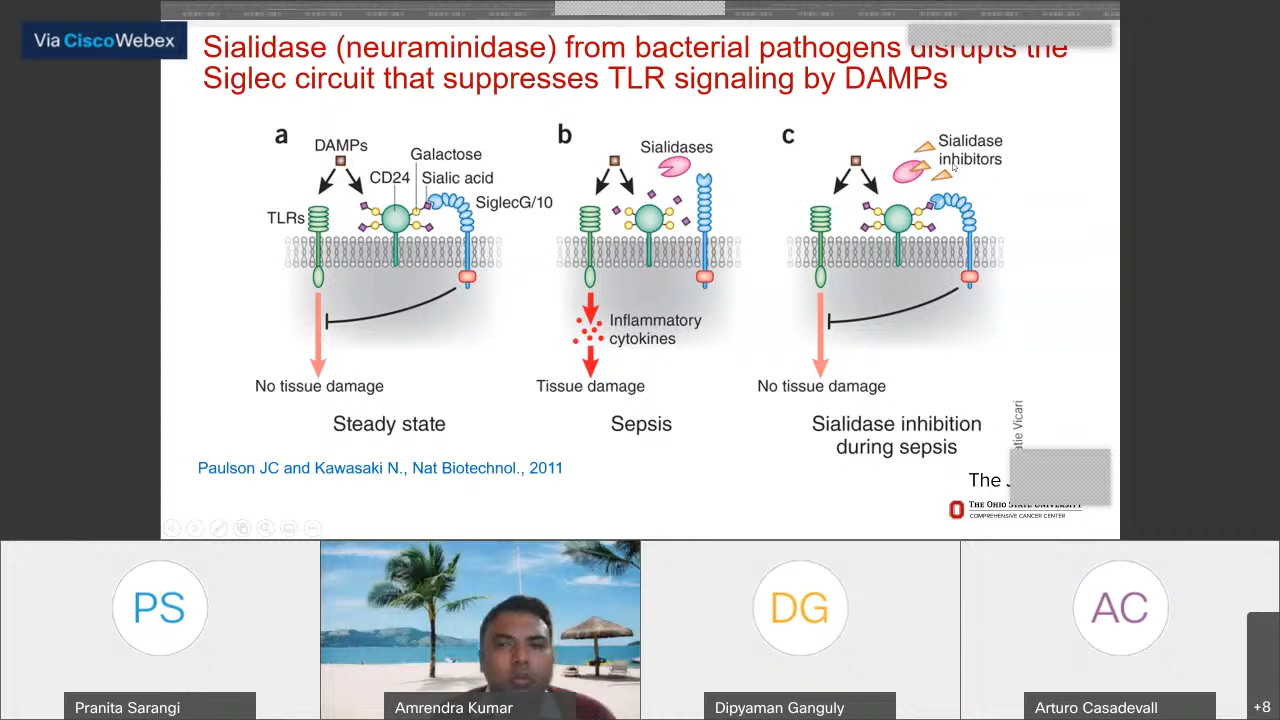 Via CiscoWebex
Sialidase (neuraminidase) from bacterial pathogens disrupts the
Siglec circuit that suppresses TLR signaling by DAMPs
a
DAMPs
Galactose
CD24
Sialic acid
SiglecG/10
TLRs
No tissue damage
Steady state
b
Sialidases
Inflammatory
cytokines
Tissue damage
Sepsis
c
Sialidase
inhibitors
No tissue damage
Sialidase inhibition
during sepsis
Vicari
Paulson JC and Kawasaki N., Nat Biotechnol., 2011
The
THE OHIO STATE UNIVERSITY
COMPREHENSIVE CANCER CENTER
PS
DG
AC
Pranita Sarangi
Amrendra Kumar
Dipyaman Ganguly
Arturo Casadevall
+8